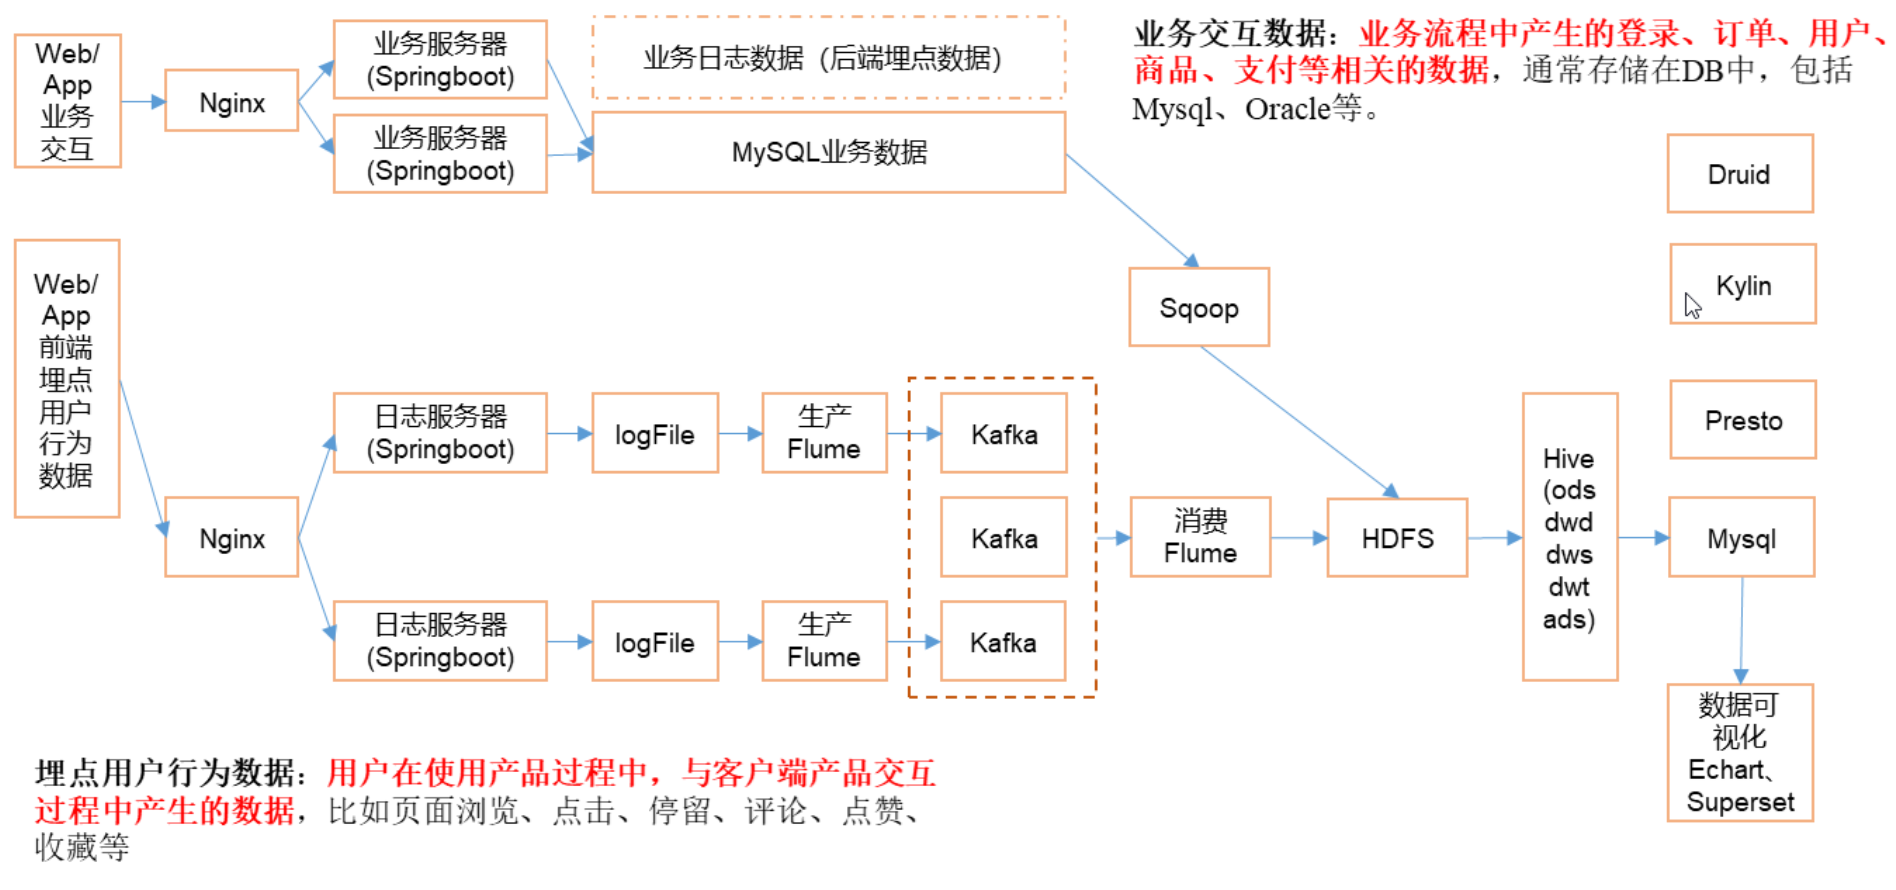 Web/
App
业务
交互
Nginx
业务服务器
(Springboot)
业务服务器
(Springboot)
业务日志数据（后端埋点数据）
MySQL业务数据
业务交互数据：业务流程中产生的登录、订单、用户、
商品、支付等相关的数据，通常存储在DB中，包括
Mysql、Oracle等。
Web/
App
前端
埋点
用户
行为
数据
Nginx
日志服务器
(Springboot)
logFile
生产
Flume
Kafka
Kafka
日志服务器
(Springboot)
logFile
生产
Flume
Kafka
Sqoop
消费
Flume
HDFS
Hive
(ods
dwd
dws
dwt
ads)
Druid
Kylin
Presto
Mysql
数据可
视化
Echart、
Superset
埋点用户行为数据：用户在使用产品过程中，与客户端产品交互
过程中产生的数据，比如页面浏览、点击、停留、评论、点赞、
收藏等